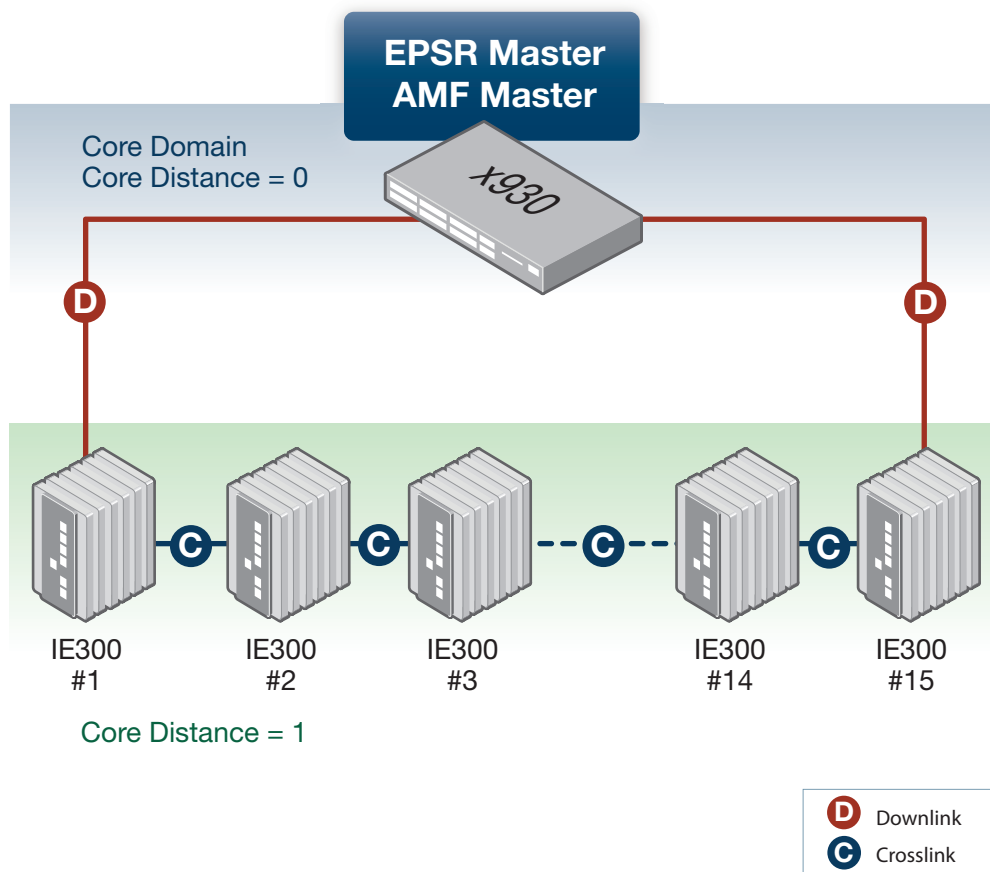 EPSR Master
AMF Master
Core Domain
Core Distance = 0
x930
D
D
C
C
C
C
IE300
#1
IE300
#2
IE300
#3
IE300
#14
IE300
#15
Core Distance = 1
D Downlink
C Crosslink